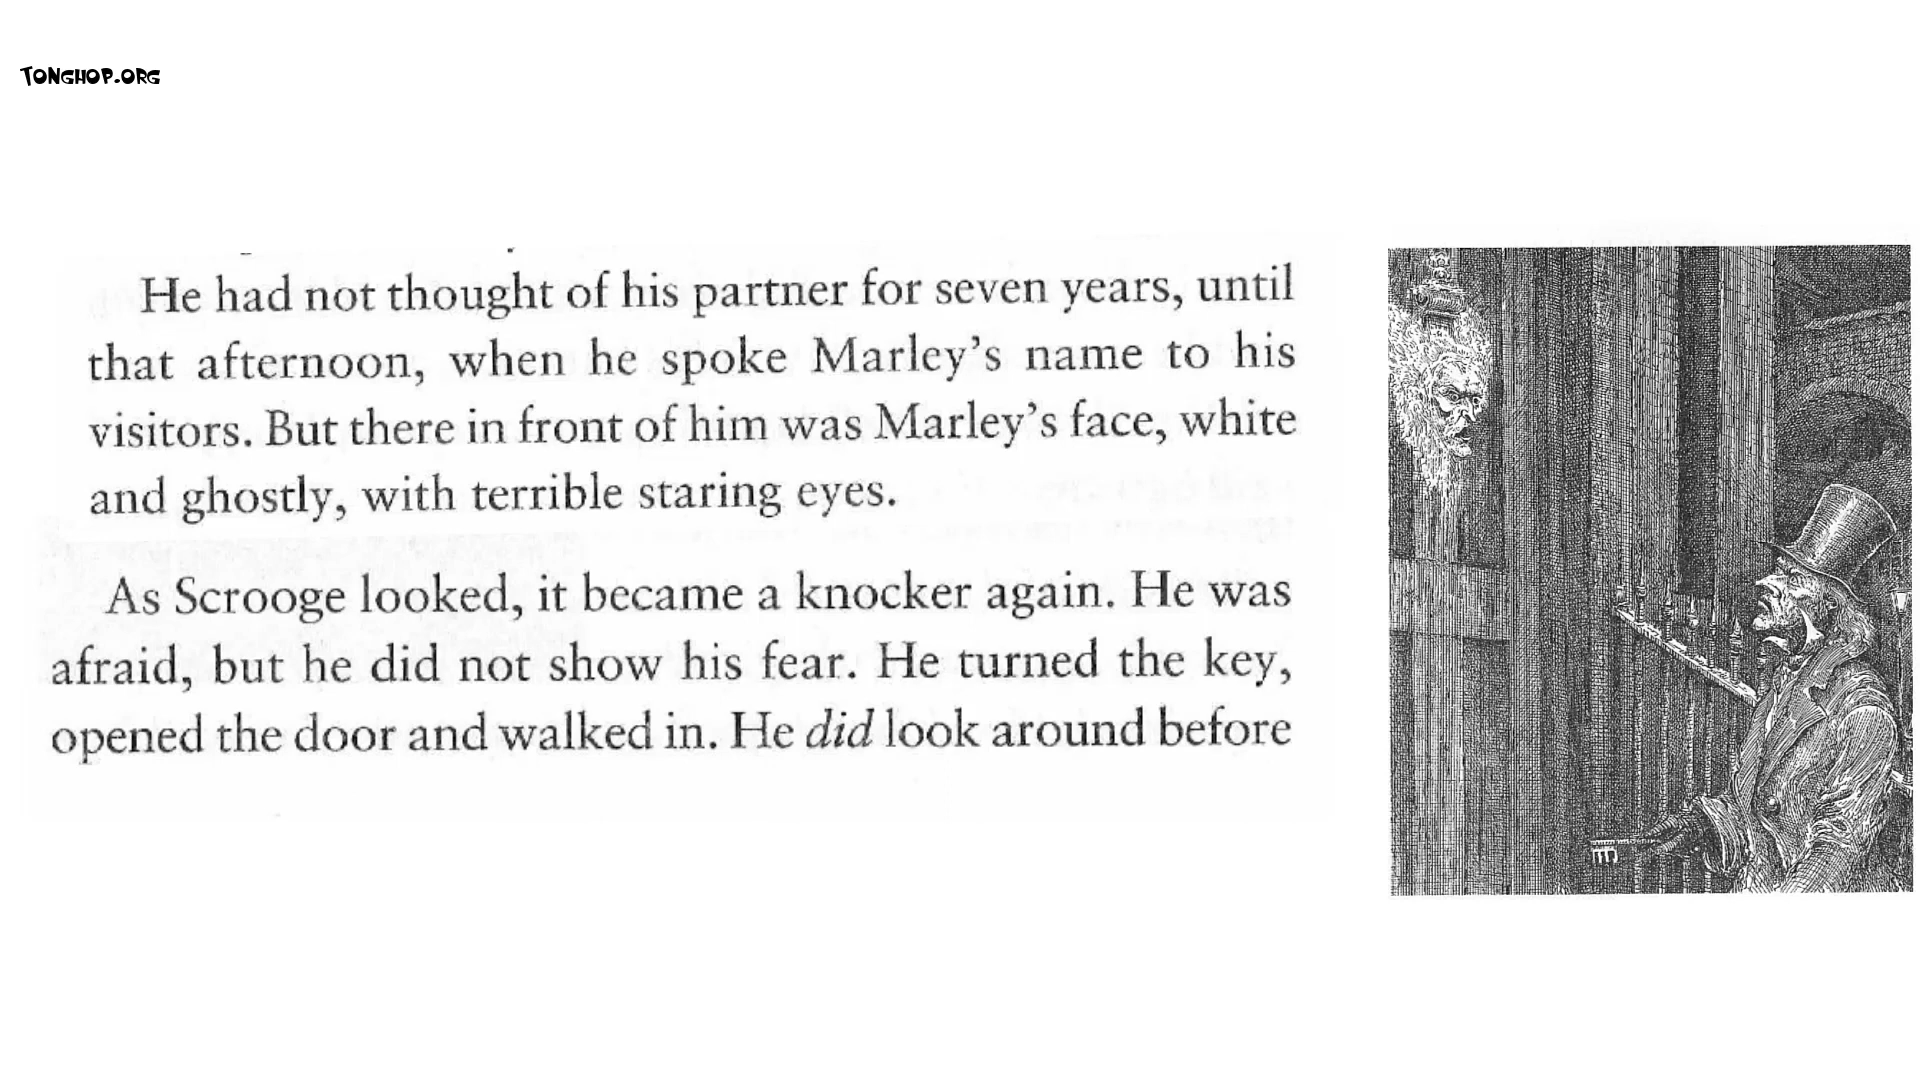 TONGHOP.ORG
He had not thought of his partner for seven years, until
that afternoon, when he spoke Marley's name to his
visitors. But there in front of him was Marley's face, white
and ghostly, with terrible staring eyes.
As Scrooge looked, it became a knocker again. He was
afraid, but he did not show his fear. He turned the key,
opened the door and walked in. He did look around before